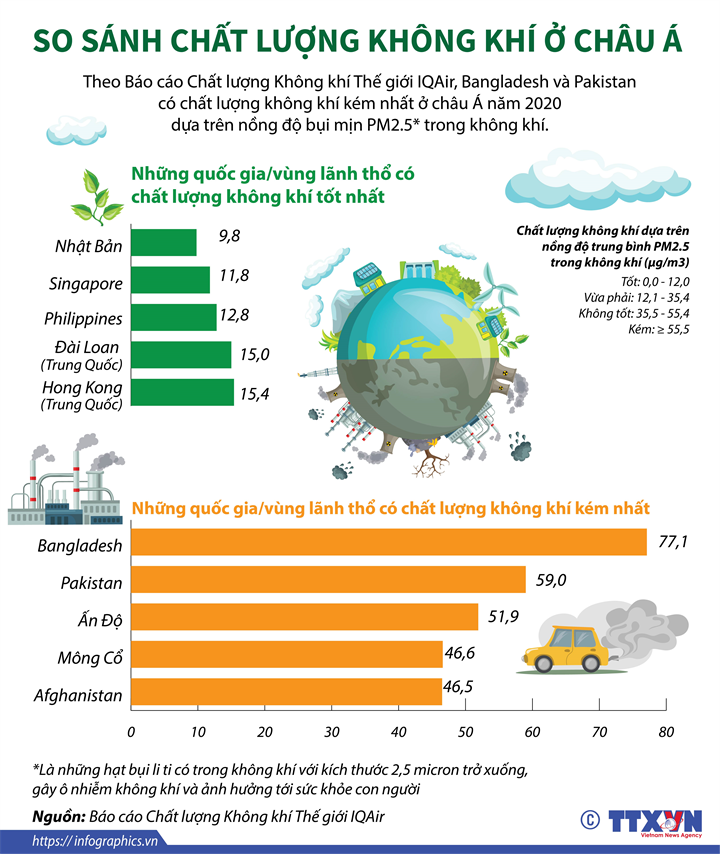 SO SÁNH CHẤT LƯỢNG KHÔNG KHÍ Ở CHÂU Á
Theo Báo cáo Chất lượng Không khí Thế giới IQAir, Bangladesh và Pakistan
có chất lượng không khí kém nhất ở châu Á năm 2020
dựa trên nồng độ bụi mịn PM2.5* trong không khí.
Những quốc gia/vùng lãnh thổ có
chất lượng không khí tốt nhất
Nhật Bản 9,8
Singapore 11,8
Philippines 12,8
Đài Loan
(Trung Quốc) 15,0
Hong Kong
(Trung Quốc) 15,4
Chất lượng không khí dựa trên
nồng độ trung bình PM2.5
trong không khí (µg/m3)
Tốt: 0,0 - 12,0
Vừa phải: 12,1 - 35,4
Không tốt: 35,5 - 55,4
Kém: ≥ 55,5
Những quốc gia/vùng lãnh thổ có chất lượng không khí kém nhất
Bangladesh 77,1
Pakistan 59,0
Ấn Độ 51,9
Mông Cổ 46,6
Afghanistan 46,5
0 10 20 30 40 50 60 70 80
*Là những hạt bụi li ti có trong không khí với kích thước 2,5 micron trở xuống,
gây ô nhiễm không khí và ảnh hưởng tới sức khỏe con người
Nguồn: Báo cáo Chất lượng Không khí Thế giới IQAir
© TTXVN
Vietnam News Agency
https://infographics.vn